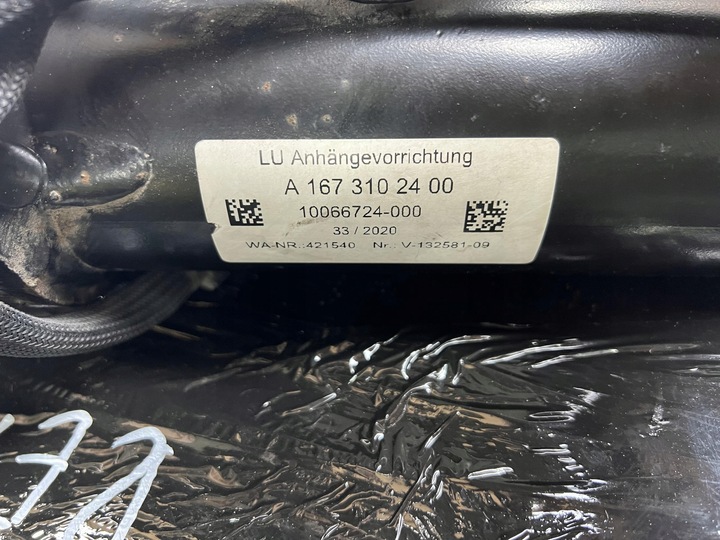 LU Anhängevorrichtung
A 167 310 24 00
10066724-000
33 / 2020
WA-NR.:421540 Nr.: V-132581-09